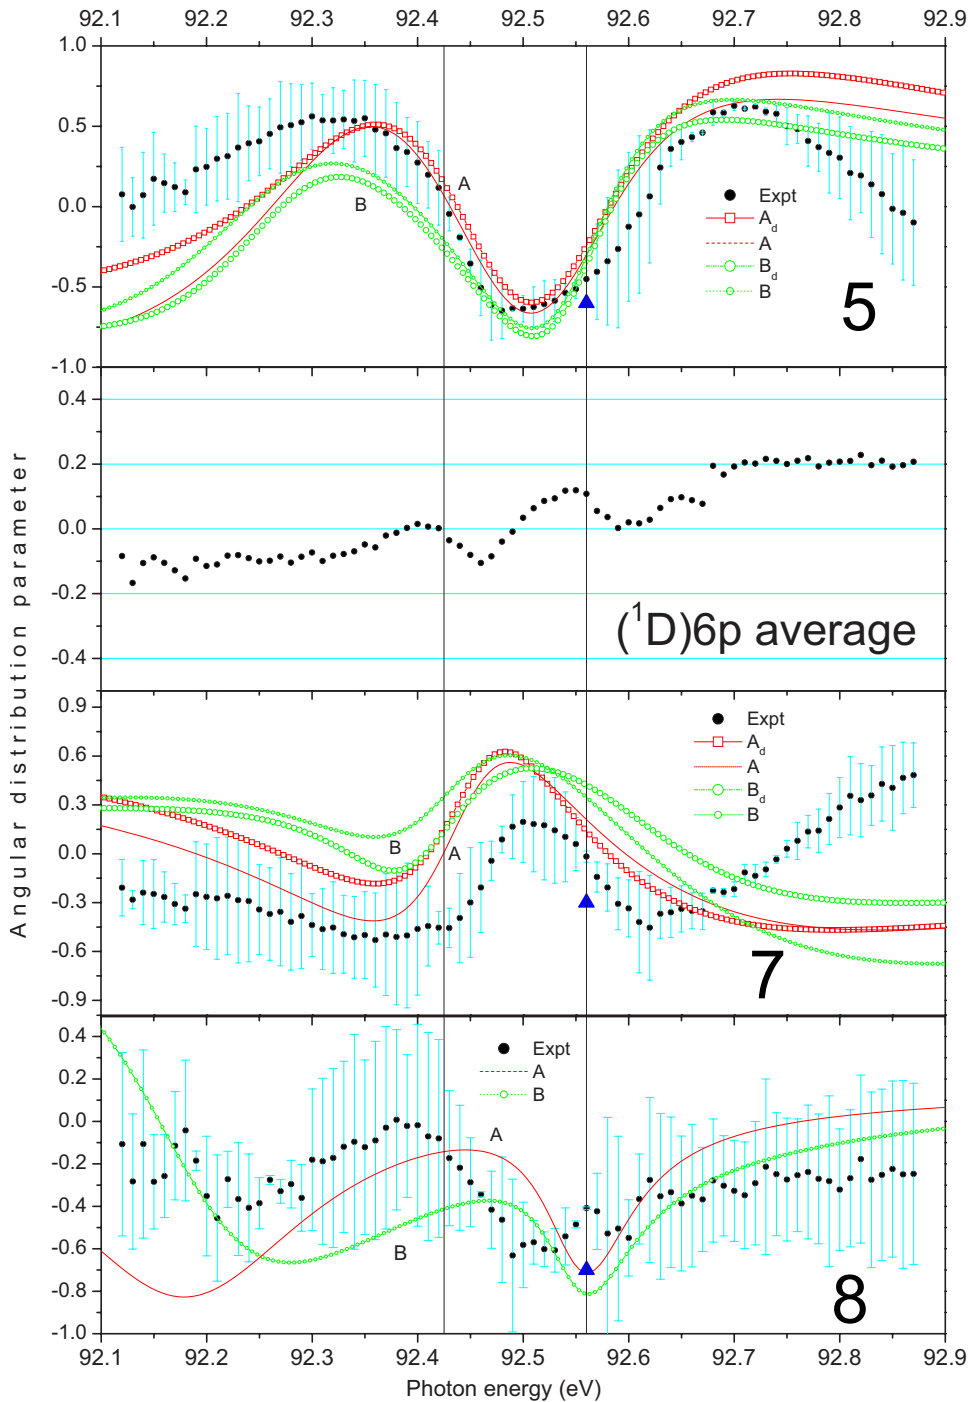 92.1 92.2 92.3 92.4 92.5 92.6 92.7 92.8 92.9
1.0
0.5
0.0
-0.5
-1.0
A
B
Expt
A_d
A
B_d
B
5
0.4
0.2
0.0
-0.2
-0.4
(¹D)6p average
Angular distribution parameter
0.9
0.6
0.3
0.0
-0.3
-0.6
-0.9
B
A
Expt
A_d
A
B_d
B
7
0.4
0.2
0.0
-0.2
-0.4
-0.6
-0.8
-1.0
Expt
A
B
A
B
8
92.1 92.2 92.3 92.4 92.5 92.6 92.7 92.8 92.9
Photon energy (eV)